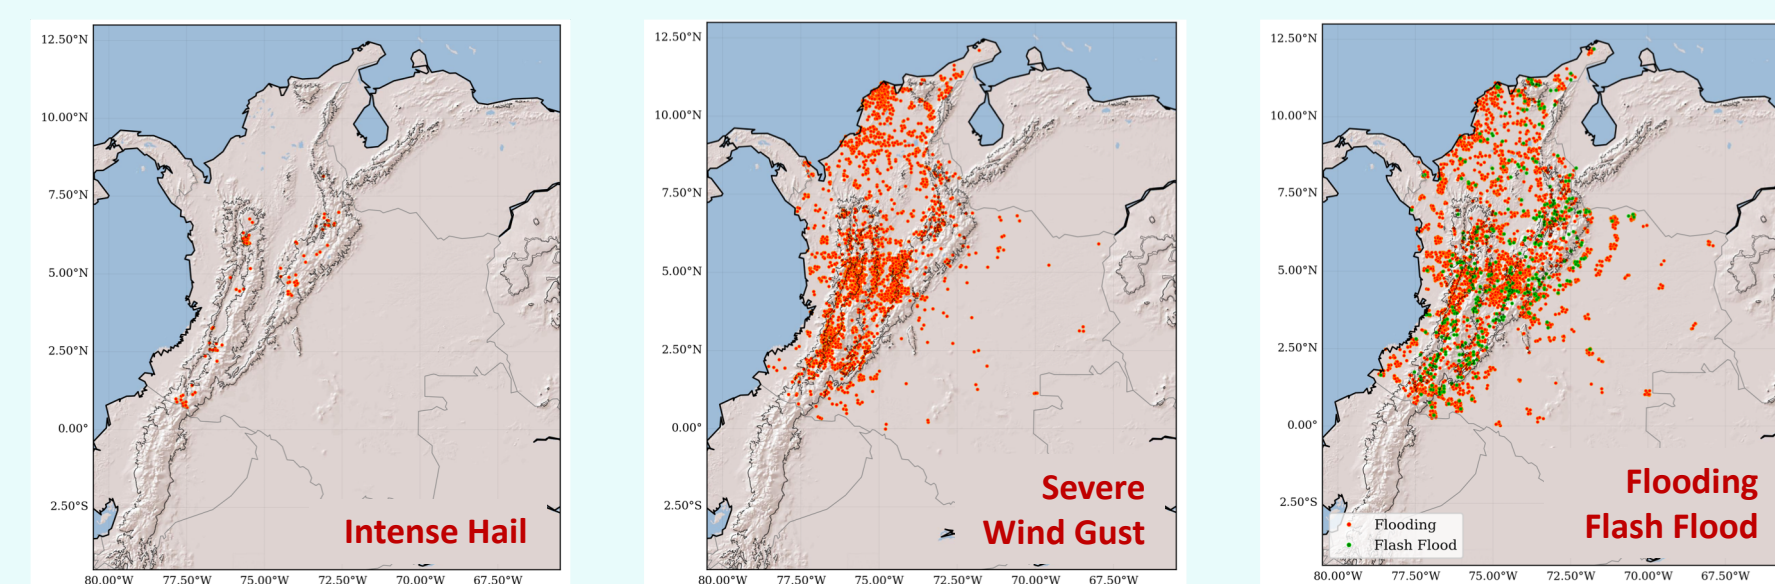 12.50°N
10.00°N
7.50°N
5.00°N
2.50°N
0.00°
2.50°S
80.00°W 77.50°W 75.00°W 72.50°W 70.00°W 67.50°W
Intense Hail
12.50°N
10.00°N
7.50°N
5.00°N
2.50°N
0.00°
2.50°S
80.00°W 77.50°W 75.00°W 72.50°W 70.00°W 67.50°W
Severe
Wind Gust
12.50°N
10.00°N
7.50°N
5.00°N
2.50°N
0.00°
2.50°S
80.00°W 77.50°W 75.00°W 72.50°W 70.00°W 67.50°W
Flooding
Flash Flood
Flooding
Flash Flood